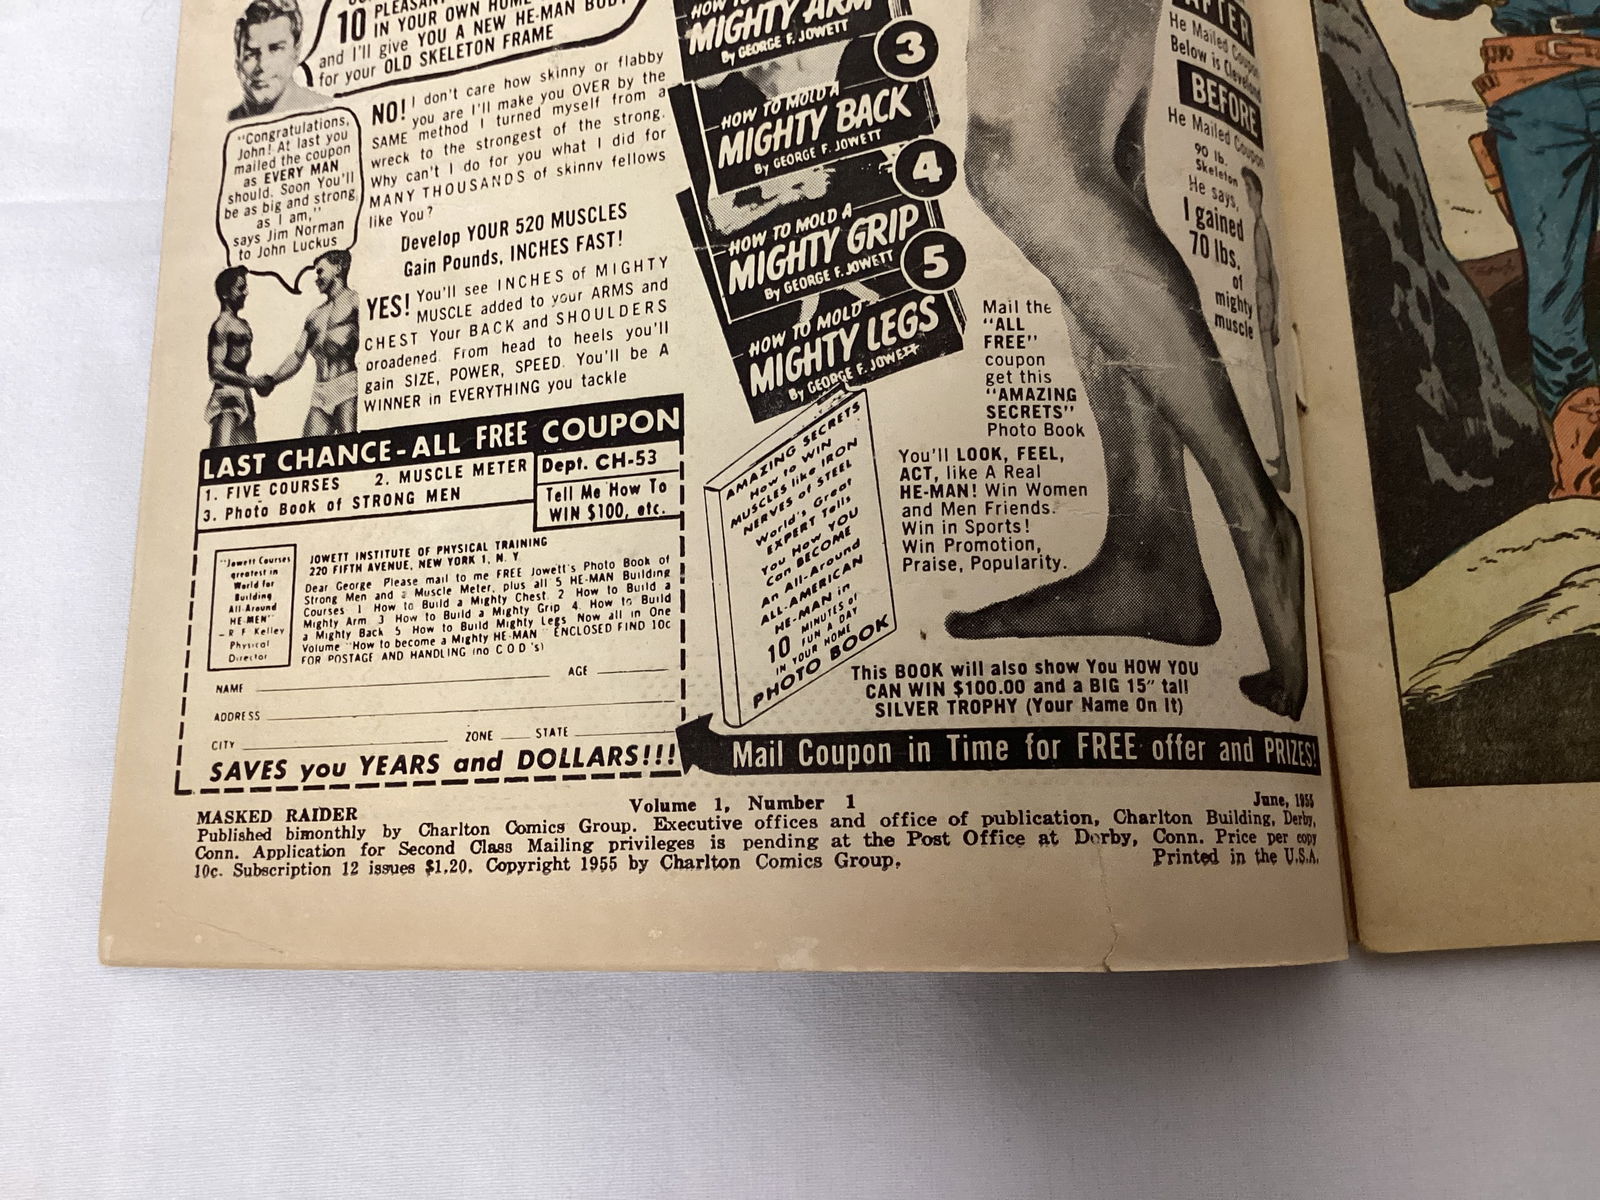 10 PLEASANT
IN YOUR OWN HOME
and I'll give YOU A NEW HE-MAN BODY
for your OLD SKELETON FRAME
"Congratulations,
John! At last you
mailed the coupon
as EVERY MAN
should. Soon You'll
be as big and strong
as I am,"
says Jim Norman
to John Luckus
NO! I don't care how skinny or flabby
you are I'll make you OVER by the
SAME method I turned myself from a
wreck to the strongest of the strong.
Why can't I do for you what I did for
MANY THOUSANDS of skinny fellows
like You?
Develop YOUR 520 MUSCLES
Gain Pounds, INCHES FAST!
YES! You'll see INCHES of MIGHTY
MUSCLE added to your ARMS and
CHEST Your BACK and SHOULDERS
broadened. From head to heels you'll
gain SIZE, POWER, SPEED. You'll be A
WINNER in EVERYTHING you tackle
HOW TO
MIGHTY ARM
By GEORGE F. JOWETT
3
HOW TO MOLD A
MIGHTY BACK
By GEORGE F. JOWETT
4
HOW TO MOLD A
MIGHTY GRIP
By GEORGE F. JOWETT
5
HOW TO MOLD
MIGHTY LEGS
By GEORGE F. JOWETT
AFTER
He Mailed Coupon
Below is Cleveland
BEFORE
He Mailed Coupon
90 lb.
Skeleton
He says,
I gained
70 lbs.
of
mighty
muscle
Mail the
"ALL
FREE"
coupon
get this
"AMAZING
SECRETS"
Photo Book
You'll LOOK, FEEL,
ACT, like A Real
HE-MAN! Win Women
and Men Friends.
Win in Sports!
Win Promotion,
Praise, Popularity.
AMAZING SECRETS
How to WIN
MUSCLES like IRON
NERVES of STEEL
World's Great
EXPERT Tells
You How YOU
Can BECOME
An All-Around
ALL-AMERICAN
HE-MAN in
10 MINUTES of
FUN A DAY
IN YOUR HOME
PHOTO BOOK
This BOOK will also show You HOW YOU
CAN WIN $100.00 and a BIG 15" tall
SILVER TROPHY (Your Name On It)
LAST CHANCE-ALL FREE COUPON
1. FIVE COURSES 2. MUSCLE METER
3. Photo Book of STRONG MEN
Dept. CH-53
Tell Me How To
WIN $100, etc.
"Jowett Courses
greatest in
World for
Building
All-Around
HE-MEN"
- R F Kelley
Physical
Director
JOWETT INSTITUTE OF PHYSICAL TRAINING
220 FIFTH AVENUE, NEW YORK 1, N. Y.
Dear George Please mail to me FREE Jowett's Photo Book of
Strong Men and a Muscle Meter, plus all 5 HE-MAN Building
Courses 1 How to Build a Mighty Chest. 2 How to Build a
Mighty Arm 3 How to Build a Mighty Grip 4. How to Build
a Mighty Back 5 How to Build Mighty Legs Now all in One
Volume "How to become a Mighty HE-MAN" ENCLOSED FIND 10c
FOR POSTAGE AND HANDLING (no C O D 's)
NAME AGE
ADDRESS
CITY ZONE STATE
SAVES you YEARS and DOLLARS!!!
Mail Coupon in Time for FREE offer and PRIZES!
MASKED RAIDER Volume 1, Number 1 June, 1955
Published bimonthly by Charlton Comics Group. Executive offices and office of publication, Charlton Building, Derby,
Conn. Application for Second Class Mailing privileges is pending at the Post Office at Derby, Conn. Price per copy
10c. Subscription 12 issues $1.20. Copyright 1955 by Charlton Comics Group. Printed in the U.S.A.